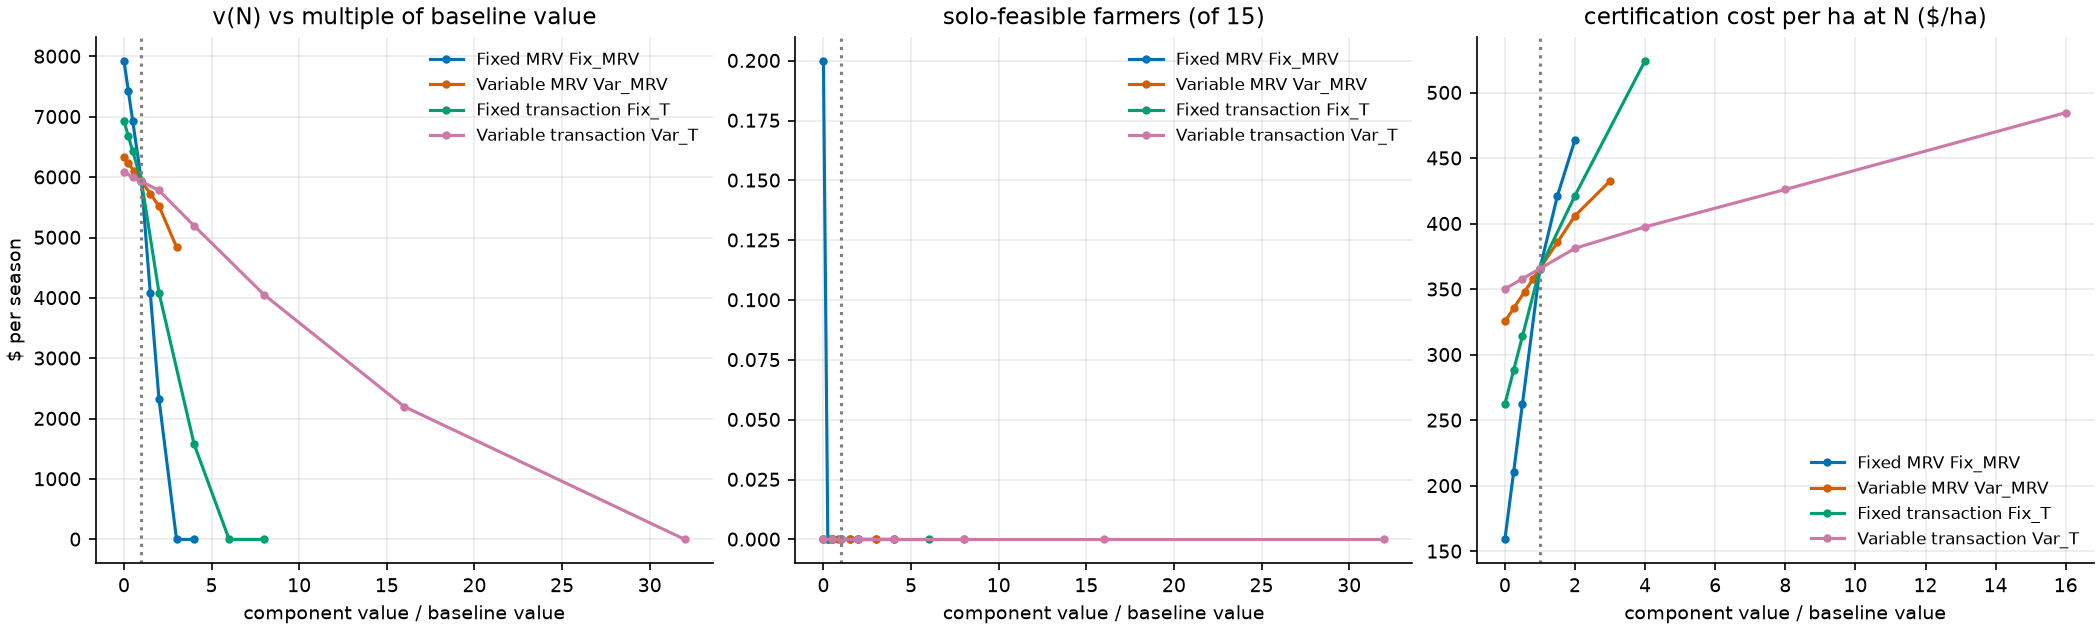 v(N) vs multiple of baseline value
8000
7000
6000
5000
4000
3000
2000
1000
0
$ per season
0 5 10 15 20 25 30
component value / baseline value
Fixed MRV Fix_MRV
Variable MRV Var_MRV
Fixed transaction Fix_T
Variable transaction Var_T
solo-feasible farmers (of 15)
0.200
0.175
0.150
0.125
0.100
0.075
0.050
0.025
0.000
0 5 10 15 20 25 30
component value / baseline value
Fixed MRV Fix_MRV
Variable MRV Var_MRV
Fixed transaction Fix_T
Variable transaction Var_T
certification cost per ha at N ($/ha)
500
450
400
350
300
250
200
150
0 2 4 6 8 10 12 14 16
component value / baseline value
Fixed MRV Fix_MRV
Variable MRV Var_MRV
Fixed transaction Fix_T
Variable transaction Var_T